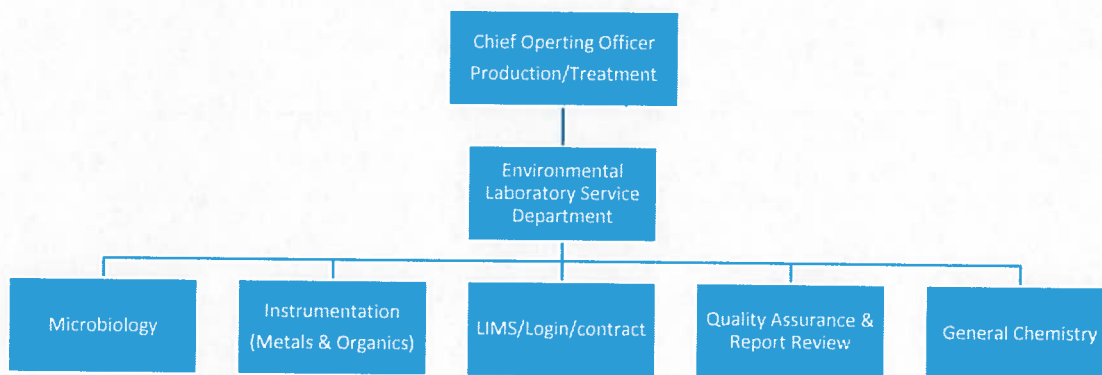 Chief Operting Officer
Production/Treatment
Environmental
Laboratory Service
Department
Microbiology
Instrumentation
(Metals & Organics)
LIMS/Login/contract
Quality Assurance &
Report Review
General Chemistry